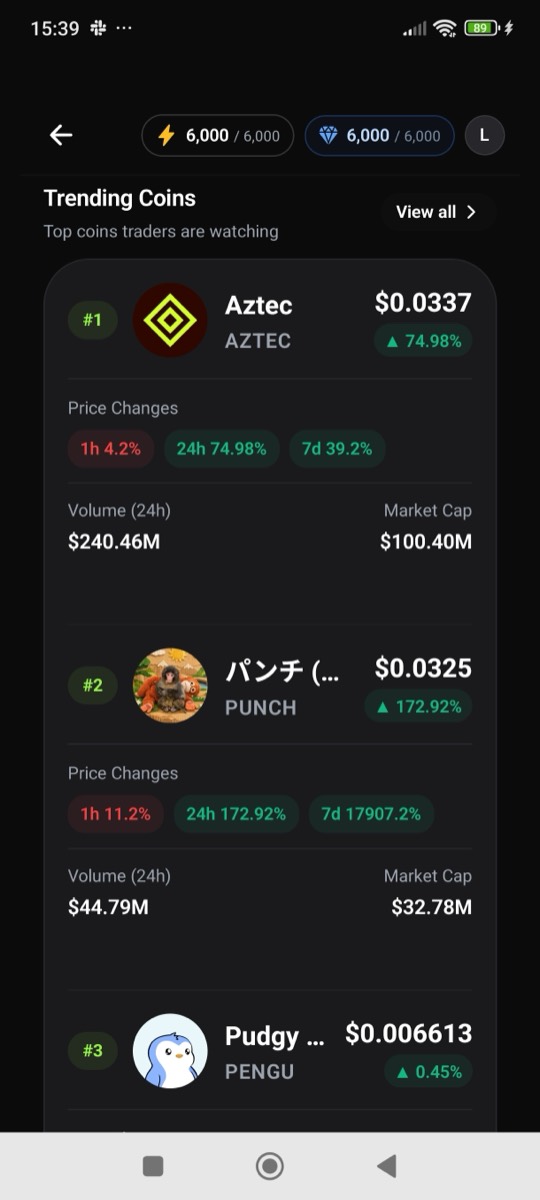 15:39 ...
89
6,000 / 6,000
6,000 / 6,000
L
Trending Coins
Top coins traders are watching
View all
#1
Aztec
AZTEC
$0.0337
▲ 74.98%
Price Changes
1h 4.2%
24h 74.98%
7d 39.2%
Volume (24h)
Market Cap
$240.46M
$100.40M
#2
パンチ (...
PUNCH
$0.0325
▲ 172.92%
Price Changes
1h 11.2%
24h 172.92%
7d 17907.2%
Volume (24h)
Market Cap
$44.79M
$32.78M
#3
Pudgy ...
PENGU
$0.006613
▲ 0.45%